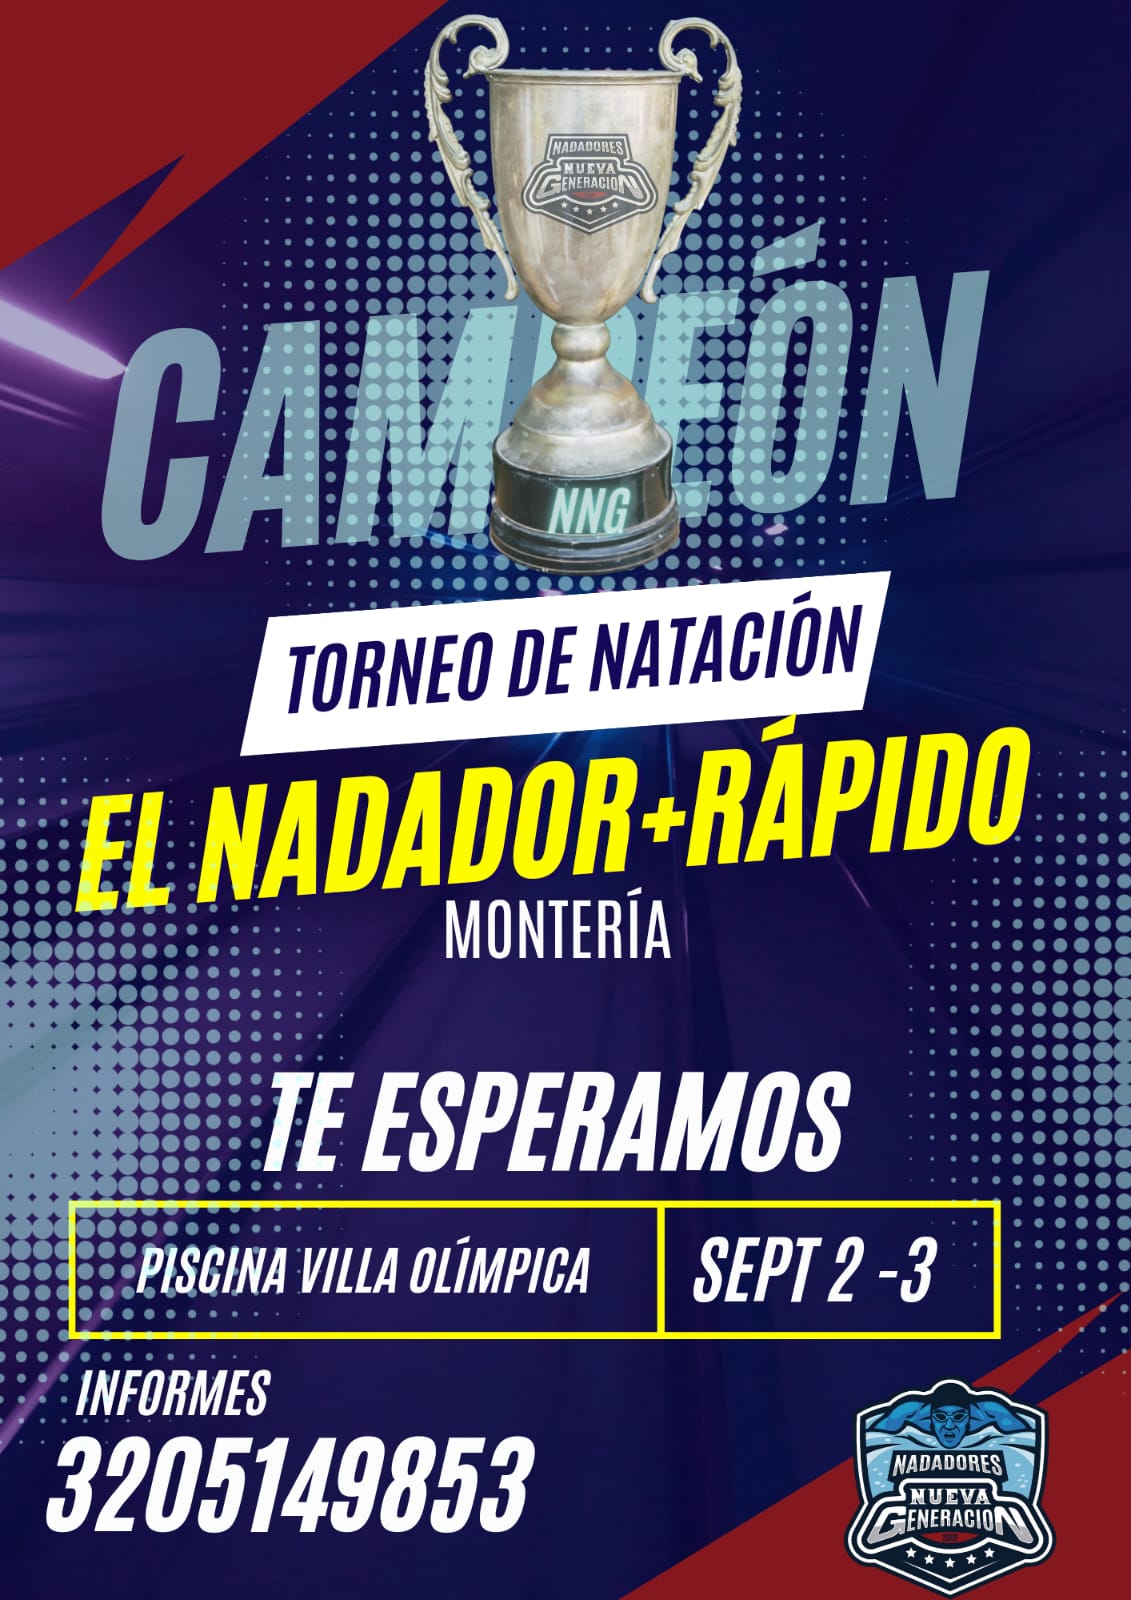 NADADORES
NUEVA
GENERACION
CAMPEÓN
NNG
TORNEO DE NATACIÓN
EL NADADOR+RÁPIDO
MONTERÍA
TE ESPERAMOS
PISCINA VILLA OLÍMPICA
SEPT 2 -3
INFORMES
3205149853
NADADORES
NUEVA
GENERACION